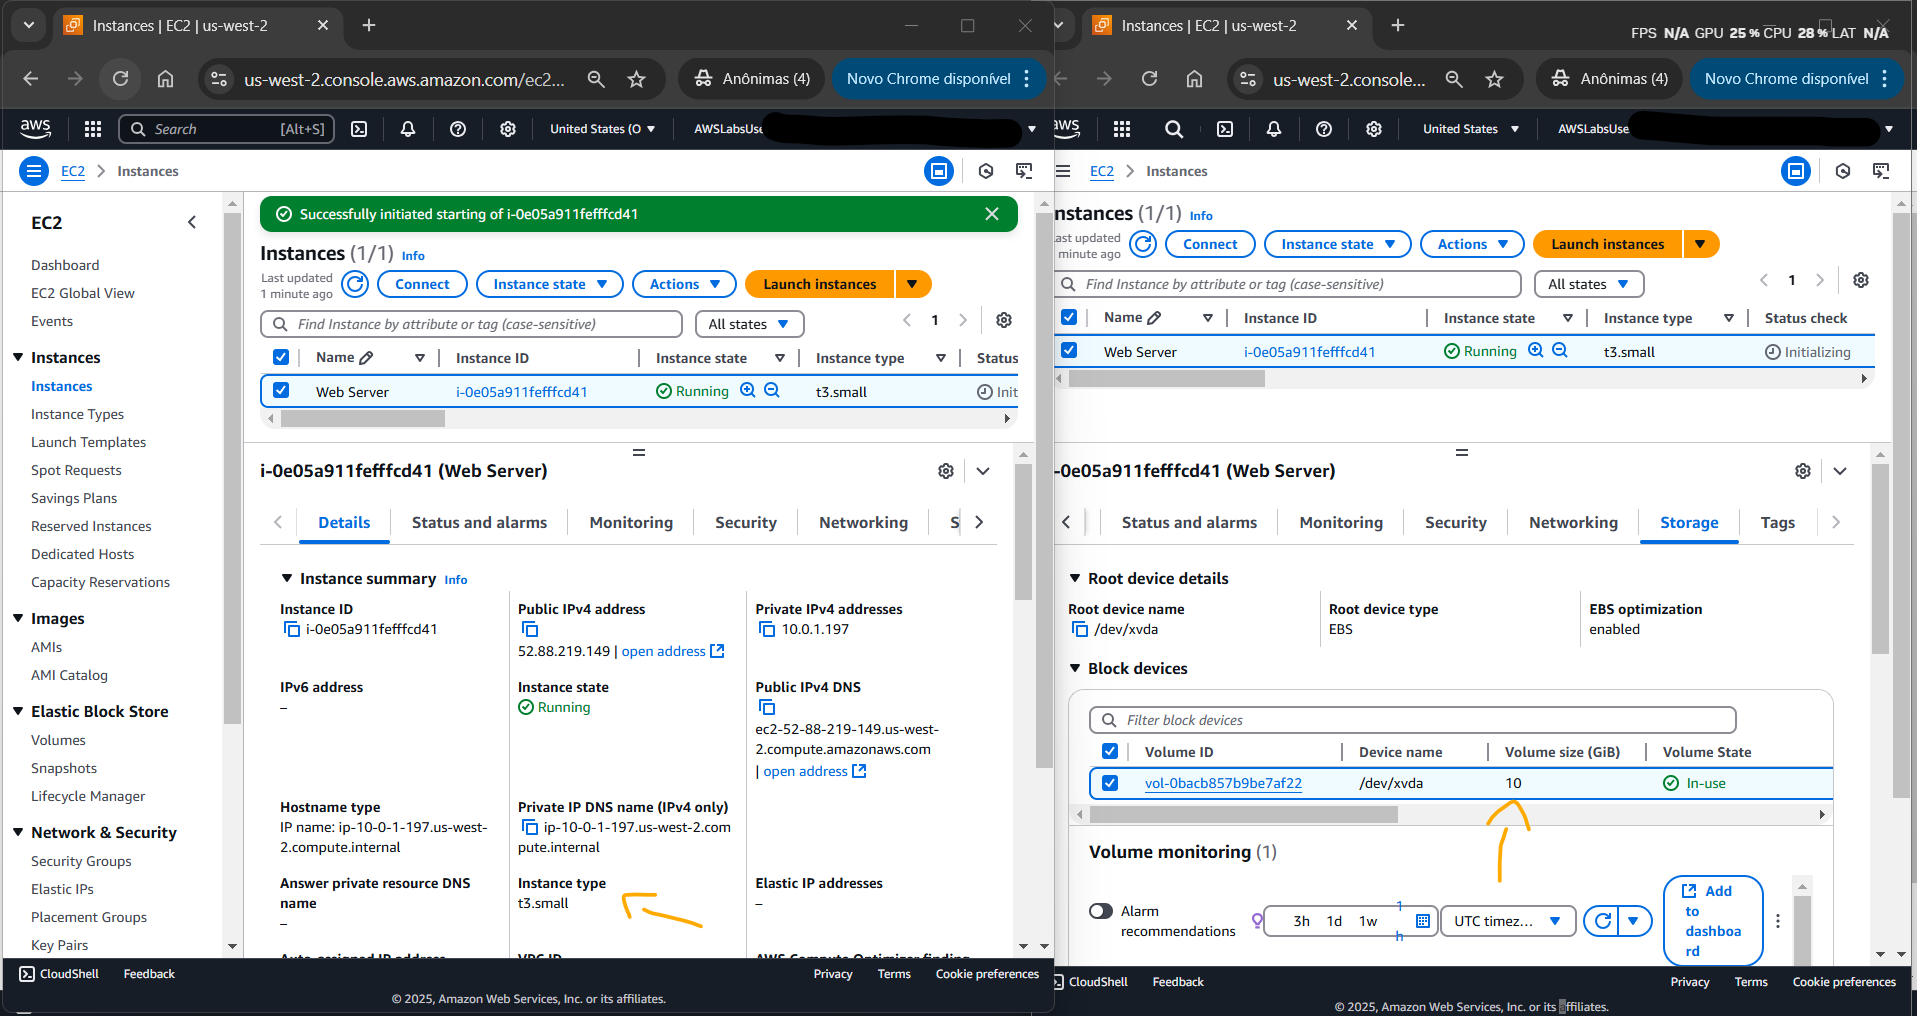 Instances | EC2 | us-west-2
us-west-2.console.aws.amazon.com/ec2...
Anônimas (4)
Novo Chrome disponível
aws
Search
[Alt+S]
United States (O
AWSLabsUse
EC2
Instances
EC2
Dashboard
EC2 Global View
Events
Instances
Instances
Instance Types
Launch Templates
Spot Requests
Savings Plans
Reserved Instances
Dedicated Hosts
Capacity Reservations
Images
AMIs
AMI Catalog
Elastic Block Store
Volumes
Snapshots
Lifecycle Manager
Network & Security
Security Groups
Elastic IPs
Placement Groups
Key Pairs
Successfully initiated starting of i-0e05a911fefffcd41
Instances (1/1) Info
Last updated
1 minute ago
Connect
Instance state
Actions
Launch instances
Find Instance by attribute or tag (case-sensitive)
All states
1
Name
Instance ID
Instance state
Instance type
Status
Web Server
i-0e05a911fefffcd41
Running
t3.small
Init
i-0e05a911fefffcd41 (Web Server)
Details
Status and alarms
Monitoring
Security
Networking
S
Instance summary Info
Instance ID
i-0e05a911fefffcd41
Public IPv4 address
52.88.219.149 | open address
Private IPv4 addresses
10.0.1.197
IPv6 address
–
Instance state
Running
Public IPv4 DNS
ec2-52-88-219-149.us-west-
2.compute.amazonaws.com
| open address
Hostname type
IP name: ip-10-0-1-197.us-west-
2.compute.internal
Private IP DNS name (IPv4 only)
ip-10-0-1-197.us-west-2.com
pute.internal
Answer private resource DNS
name
–
Instance type
t3.small
Elastic IP addresses
–
Auto-assigned IP address
VPC ID
AWS Compute Optimizer finding
CloudShell
Feedback
Privacy
Terms
Cookie preferences
© 2025, Amazon Web Services, Inc. or its affiliates.
Instances | EC2 | us-west-2
FPS N/A GPU 25 % CPU 28 % LAT N/A
us-west-2.console...
Anônimas (4)
Novo Chrome disponível
aws
United States
AWSLabsUse
EC2
Instances
nstances (1/1) Info
ast updated
minute ago
Connect
Instance state
Actions
Launch instances
Find Instance by attribute or tag (case-sensitive)
All states
1
Name
Instance ID
Instance state
Instance type
Status check
Web Server
i-0e05a911fefffcd41
Running
t3.small
Initializing
-0e05a911fefffcd41 (Web Server)
Status and alarms
Monitoring
Security
Networking
Storage
Tags
Root device details
Root device name
/dev/xvda
Root device type
EBS
EBS optimization
enabled
Block devices
Filter block devices
Volume ID
Device name
Volume size (GiB)
Volume State
vol-0bacb857b9be7af22
/dev/xvda
10
In-use
Volume monitoring (1)
Alarm
recommendations
3h
1d
1w
1
h
UTC timez...
Add
to
dashboa
rd
CloudShell
Feedback
Privacy
Terms
Cookie preferences
© 2025, Amazon Web Services, Inc. or its affiliates.